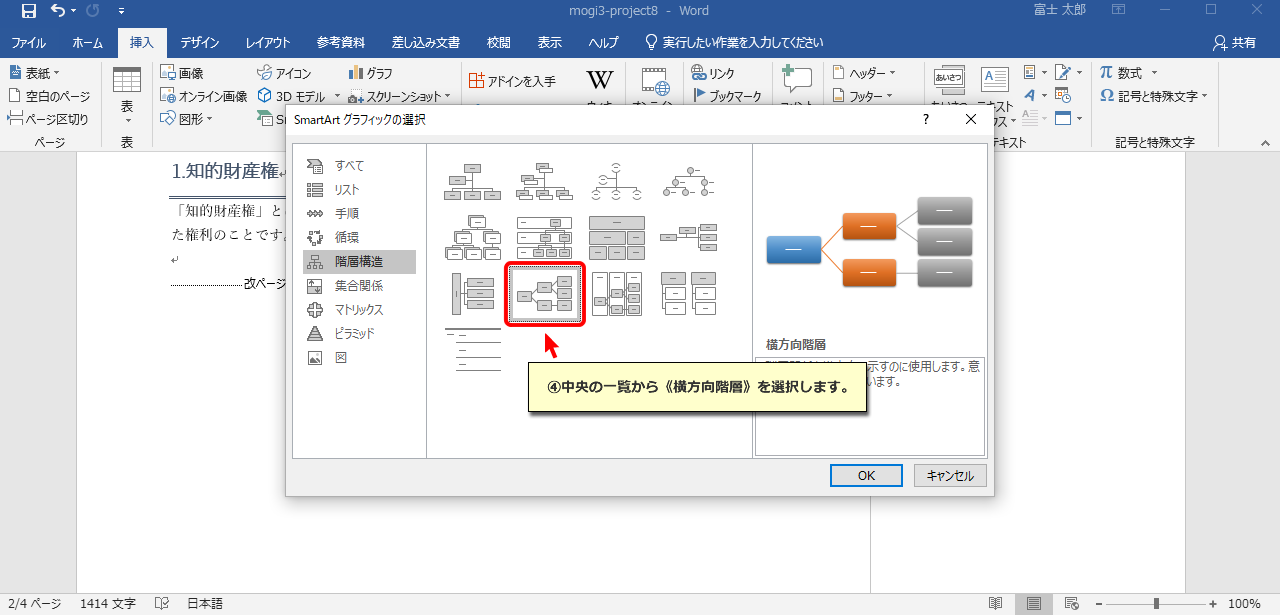 mogi3-project8 - Word
富士 太郎
ファイル ホーム 挿入 デザイン レイアウト 参考資料 差し込み文書 校閲 表示 ヘルプ 実行したい作業を入力してください 共有
表紙
空白のページ
ページ区切り
ページ
表
表
画像
オンライン画像
図形
アイコン
3D モデル
グラフ
スクリーンショット
アドインを入手
W
リンク
ブックマーク
ヘッダー
フッター
あいさつ
A
π 数式
Ω 記号と特殊文字
記号と特殊文字
1.知的財産権
「知的財産権」と
た権利のことです。
改ページ
SmartArt グラフィックの選択
? ×
すべて
リスト
手順
循環
階層構造
集合関係
マトリックス
ピラミッド
図
横方向階層
示すのに使用します。意
います。
④中央の一覧から《横方向階層》を選択します。
OK キャンセル
2/4 ページ 1414 文字 日本語
100%